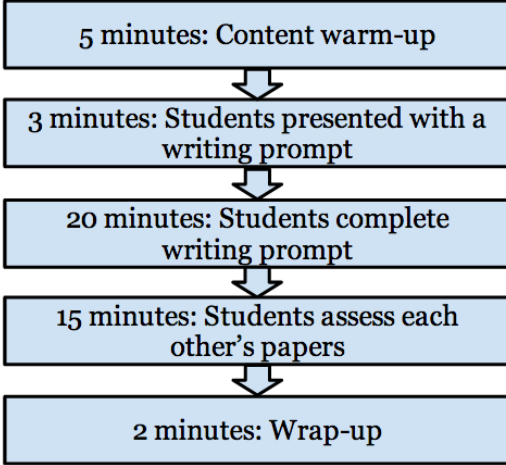 5 minutes: Content warm-up
3 minutes: Students presented with a
writing prompt
20 minutes: Students complete
writing prompt
15 minutes: Students assess each
other’s papers
2 minutes: Wrap-up